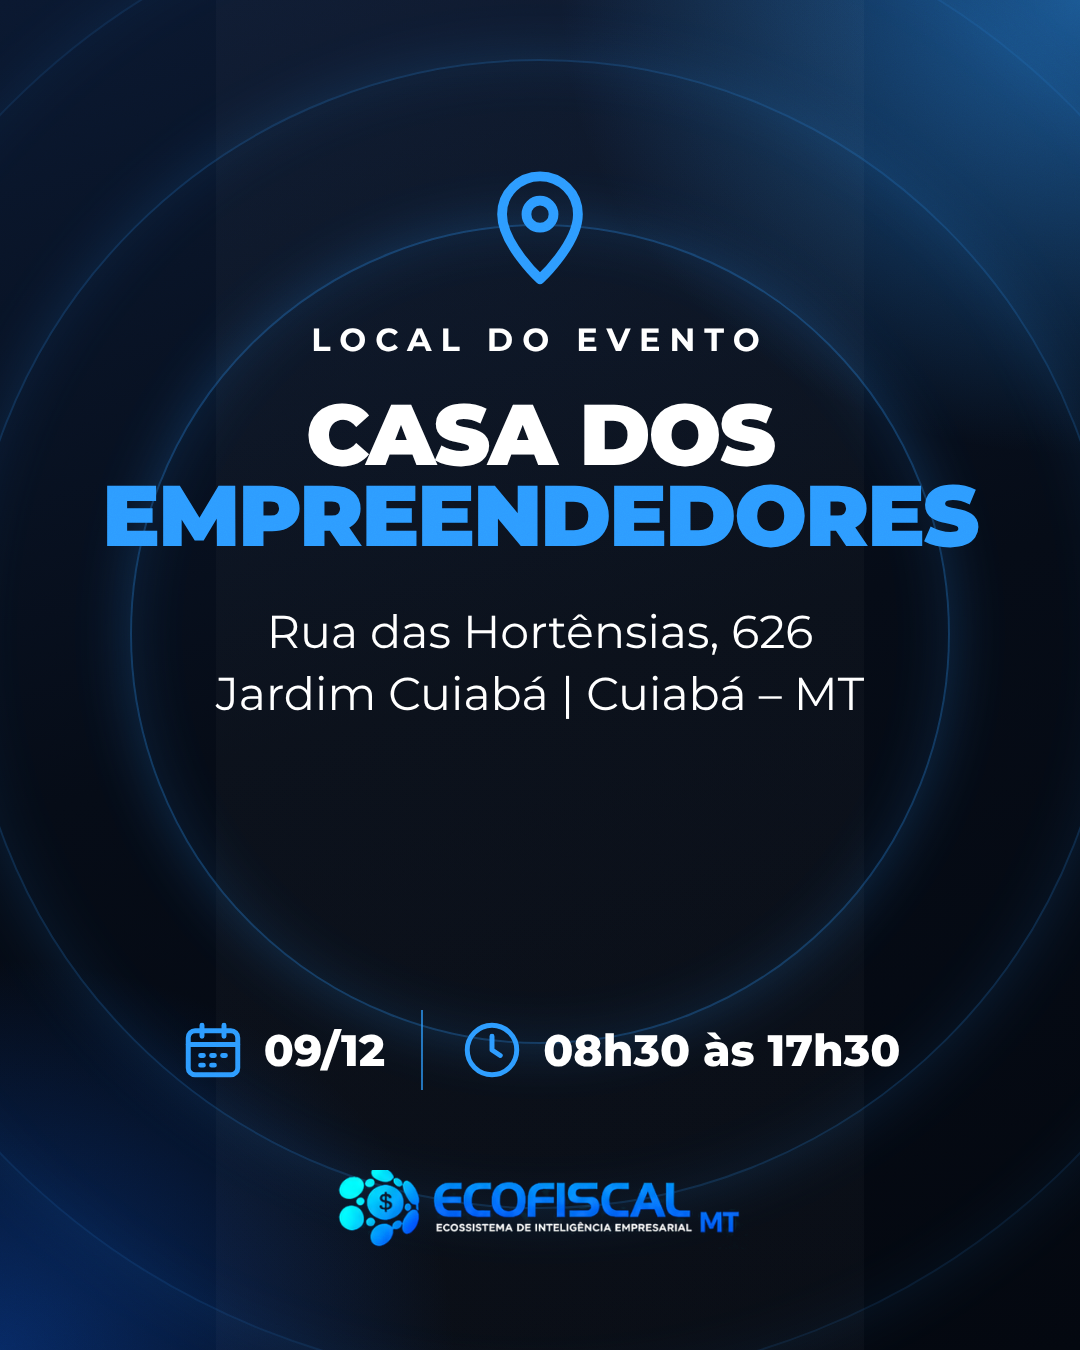 LOCAL DO EVENTO
CASA DOS
EMPREENDEDORES
Rua das Hortênsias, 626
Jardim Cuiabá | Cuiabá – MT
09/12
08h30 às 17h30
$
ECOFISCAL
ECOSSISTEMA DE INTELIGÊNCIA EMPRESARIAL MT